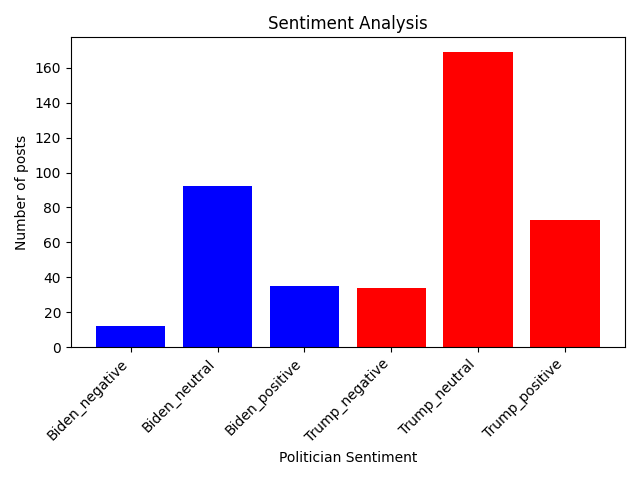 Sentiment Analysis
Number of posts
160
140
120
100
80
60
40
20
0
Biden_negative
Biden_neutral
Biden_positive
Trump_negative
Trump_neutral
Trump_positive
Politician Sentiment